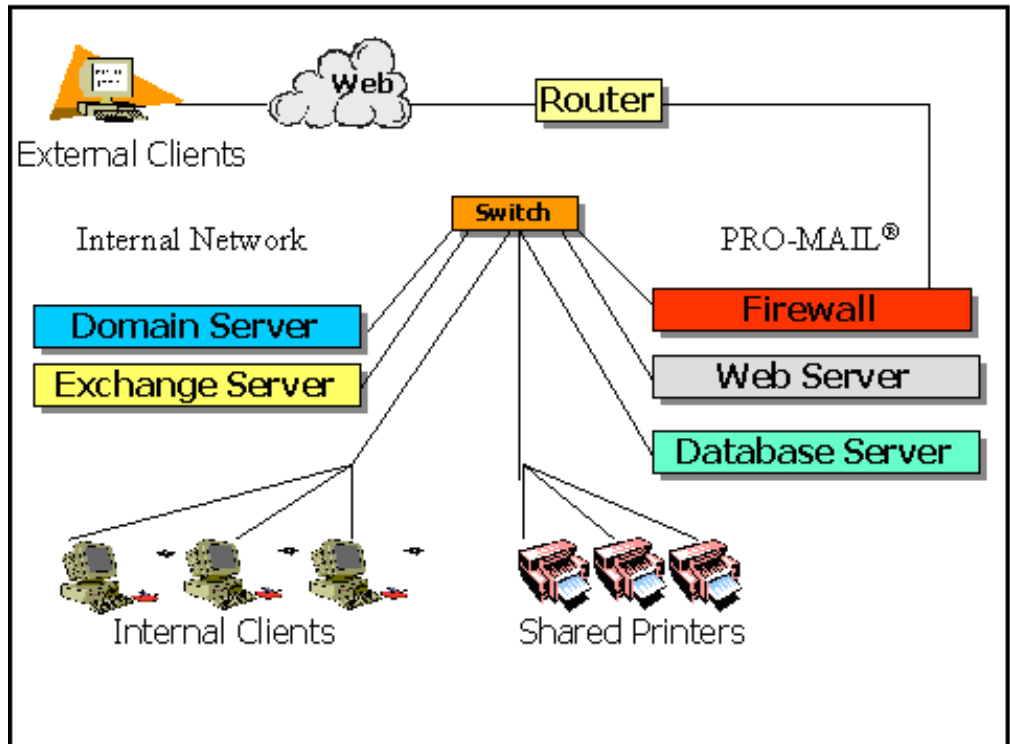 Web
Router
External Clients
Switch
Internal Network
PRO-MAIL®
Domain Server
Firewall
Exchange Server
Web Server
Database Server
Internal Clients
Shared Printers